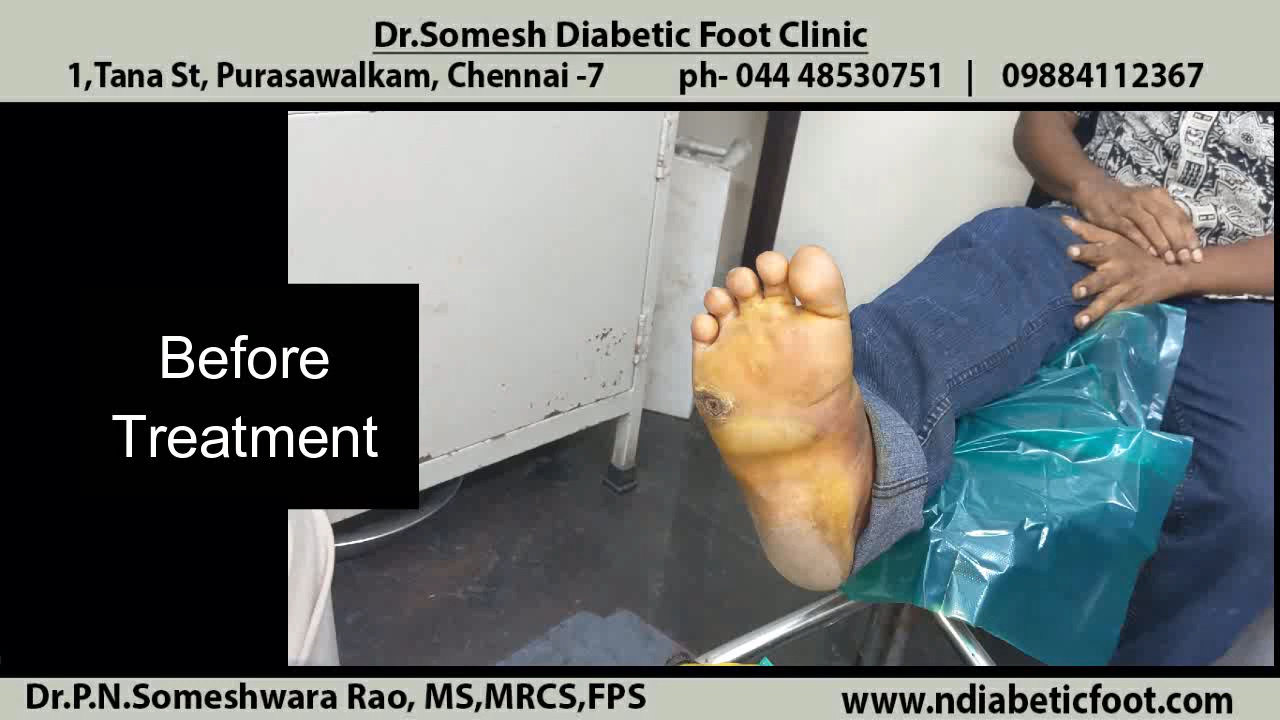 Dr.Somesh Diabetic Foot Clinic
1,Tana St, Purasawalkam, Chennai -7 ph- 044 48530751 | 09884112367
Before
Treatment
Dr.P.N.Someshwara Rao, MS,MRCS,FPS www.ndiabeticfoot.com